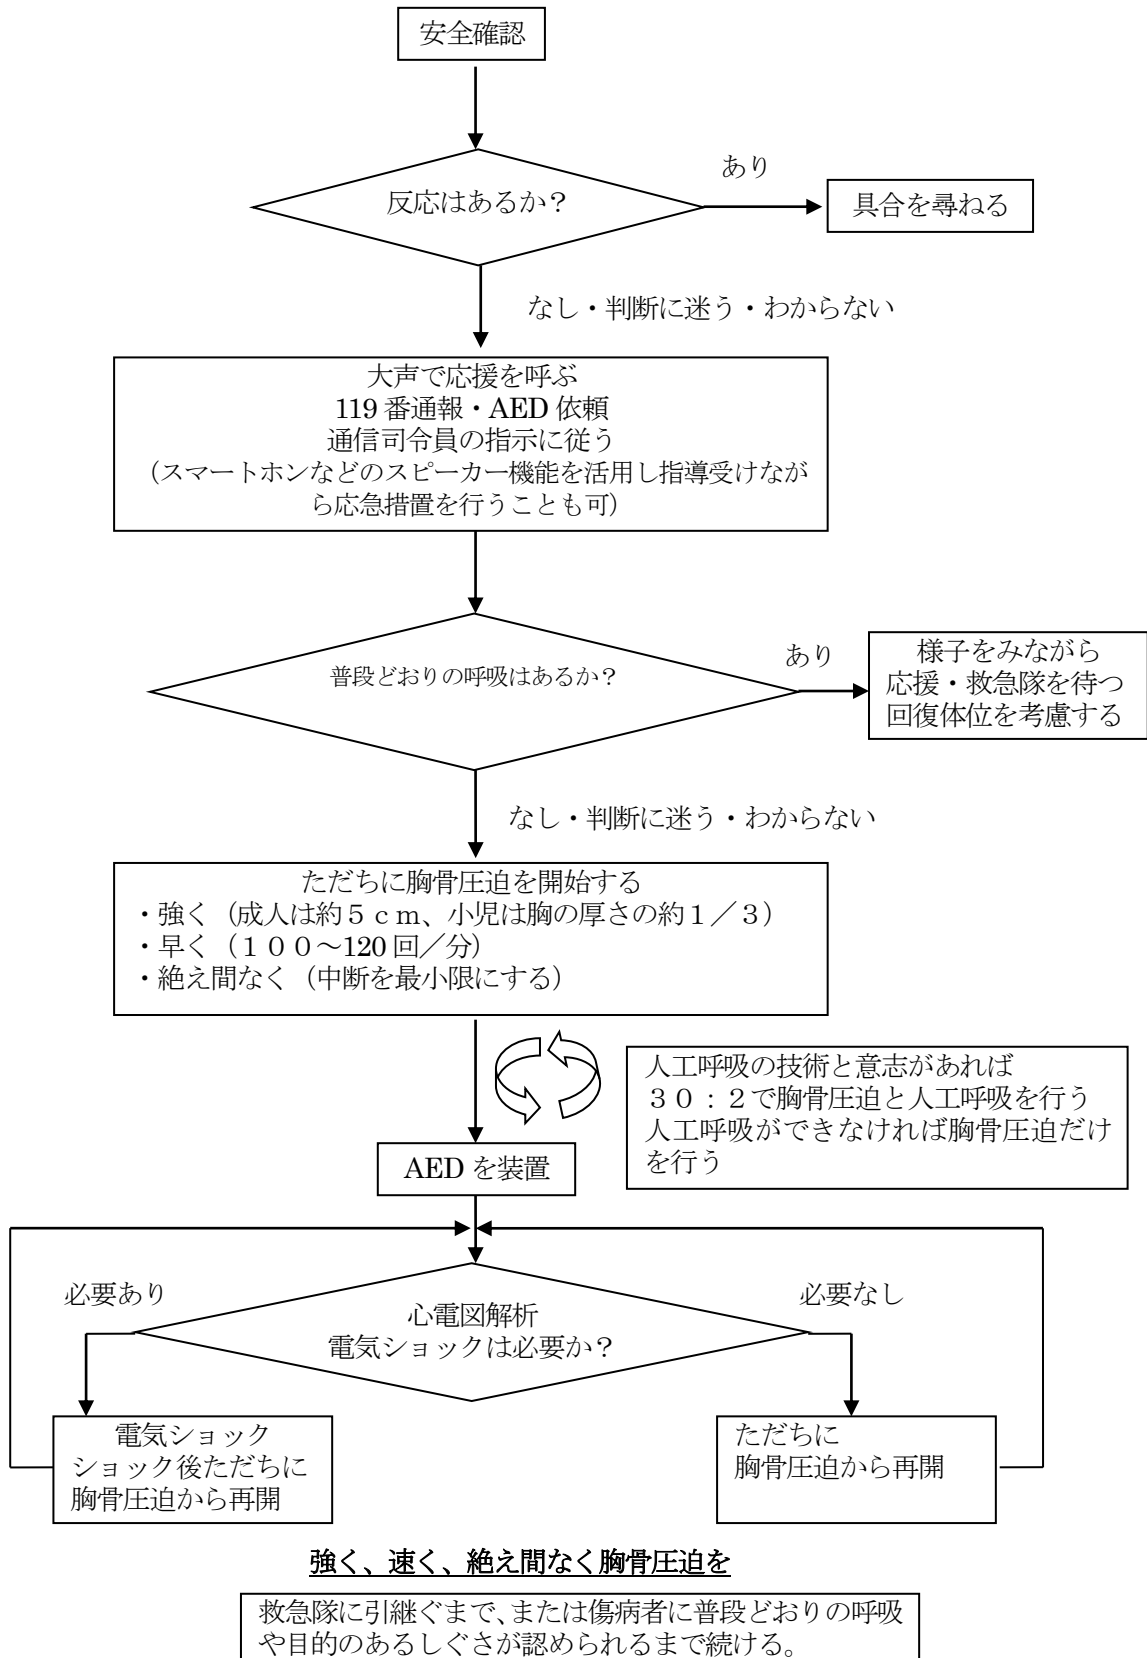 安全確認
反応はあるか？
あり
具合を尋ねる
なし・判断に迷う・わからない
大声で応援を呼ぶ
119 番通報・AED 依頼
通信司令員の指示に従う
（スマートホンなどのスピーカー機能を活用し指導受けなが
ら応急措置を行うことも可）
普段どおりの呼吸はあるか？
あり
様子をみながら
応援・救急隊を待つ
回復体位を考慮する
なし・判断に迷う・わからない
ただちに胸骨圧迫を開始する
・強く（成人は約５ｃｍ、小児は胸の厚さの約１／３）
・早く（１００～120 回／分）
・絶え間なく（中断を最小限にする）
人工呼吸の技術と意志があれば
３０：２で胸骨圧迫と人工呼吸を行う
人工呼吸ができなければ胸骨圧迫だけ
を行う
AED を装置
必要あり
必要なし
心電図解析
電気ショックは必要か？
電気ショック
ショック後ただちに
胸骨圧迫から再開
ただちに
胸骨圧迫から再開
強く、速く、絶え間なく胸骨圧迫を
救急隊に引継ぐまで、または傷病者に普段どおりの呼吸
や目的のあるしぐさが認められるまで続ける。